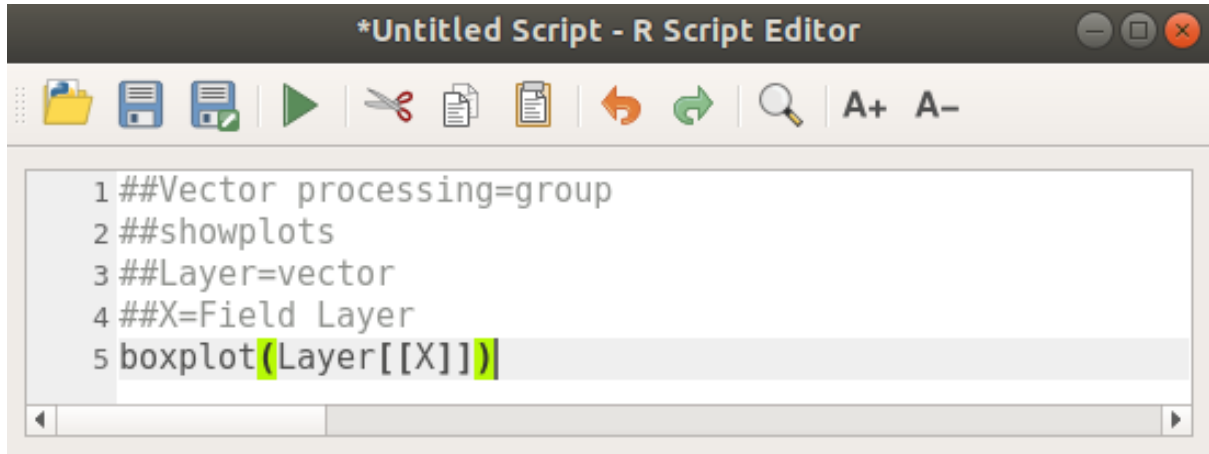 *Untitled Script - R Script Editor
A+ A-
1 ##Vector processing=group
2 ##showplots
3 ##Layer=vector
4 ##X=Field Layer
5 boxplot(Layer[[X]])